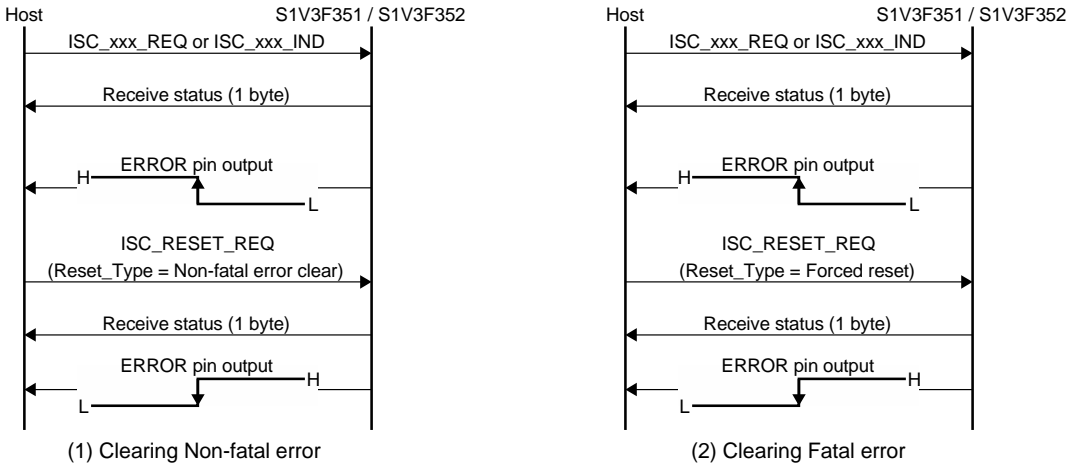 Host S1V3F351 / S1V3F352
ISC_xxx_REQ or ISC_xxx_IND
Receive status (1 byte)
ERROR pin output
H
L
ISC_RESET_REQ
(Reset_Type = Non-fatal error clear)
Receive status (1 byte)
ERROR pin output
H
L
(1) Clearing Non-fatal error
Host S1V3F351 / S1V3F352
ISC_xxx_REQ or ISC_xxx_IND
Receive status (1 byte)
ERROR pin output
H
L
ISC_RESET_REQ
(Reset_Type = Forced reset)
Receive status (1 byte)
ERROR pin output
H
L
(2) Clearing Fatal error